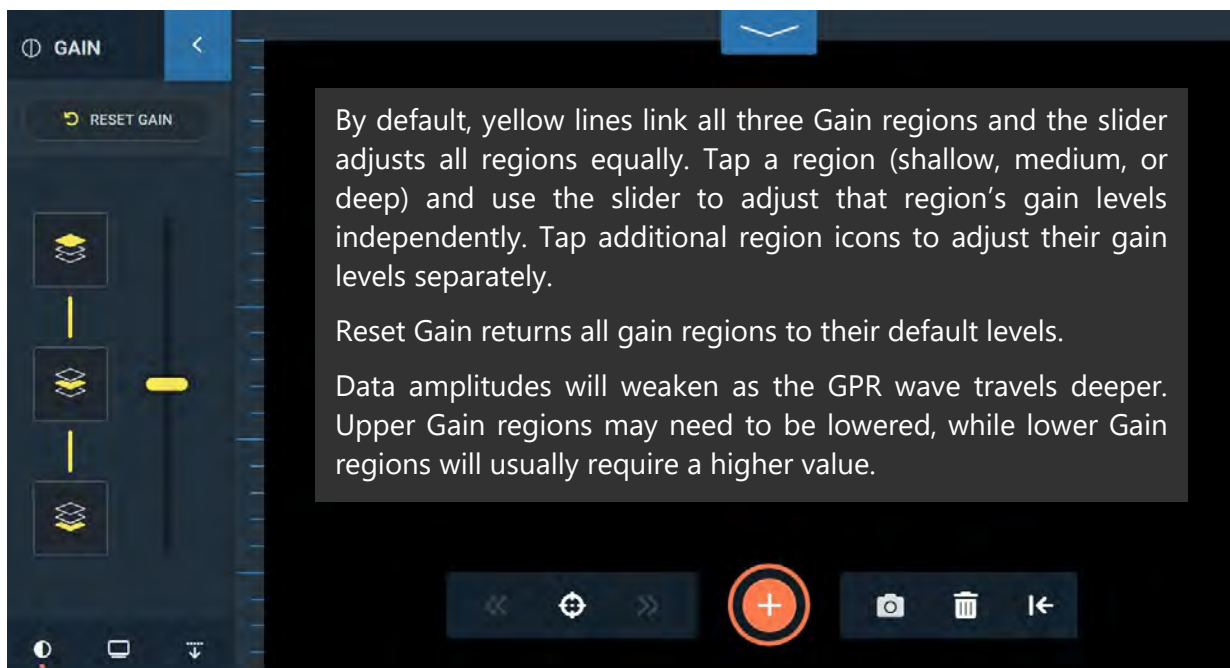 GAIN
RESET GAIN
By default, yellow lines link all three Gain regions and the slider
adjusts all regions equally. Tap a region (shallow, medium, or
deep) and use the slider to adjust that region’s gain levels
independently. Tap additional region icons to adjust their gain
levels separately.
Reset Gain returns all gain regions to their default levels.
Data amplitudes will weaken as the GPR wave travels deeper.
Upper Gain regions may need to be lowered, while lower Gain
regions will usually require a higher value.